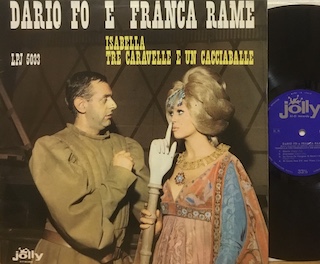 DARIO FO E FRANCA RAME
LPJ 5033
ISABELLA
TRE CARAVELLE E UN CACCIABALLE
Jolly
Jolly